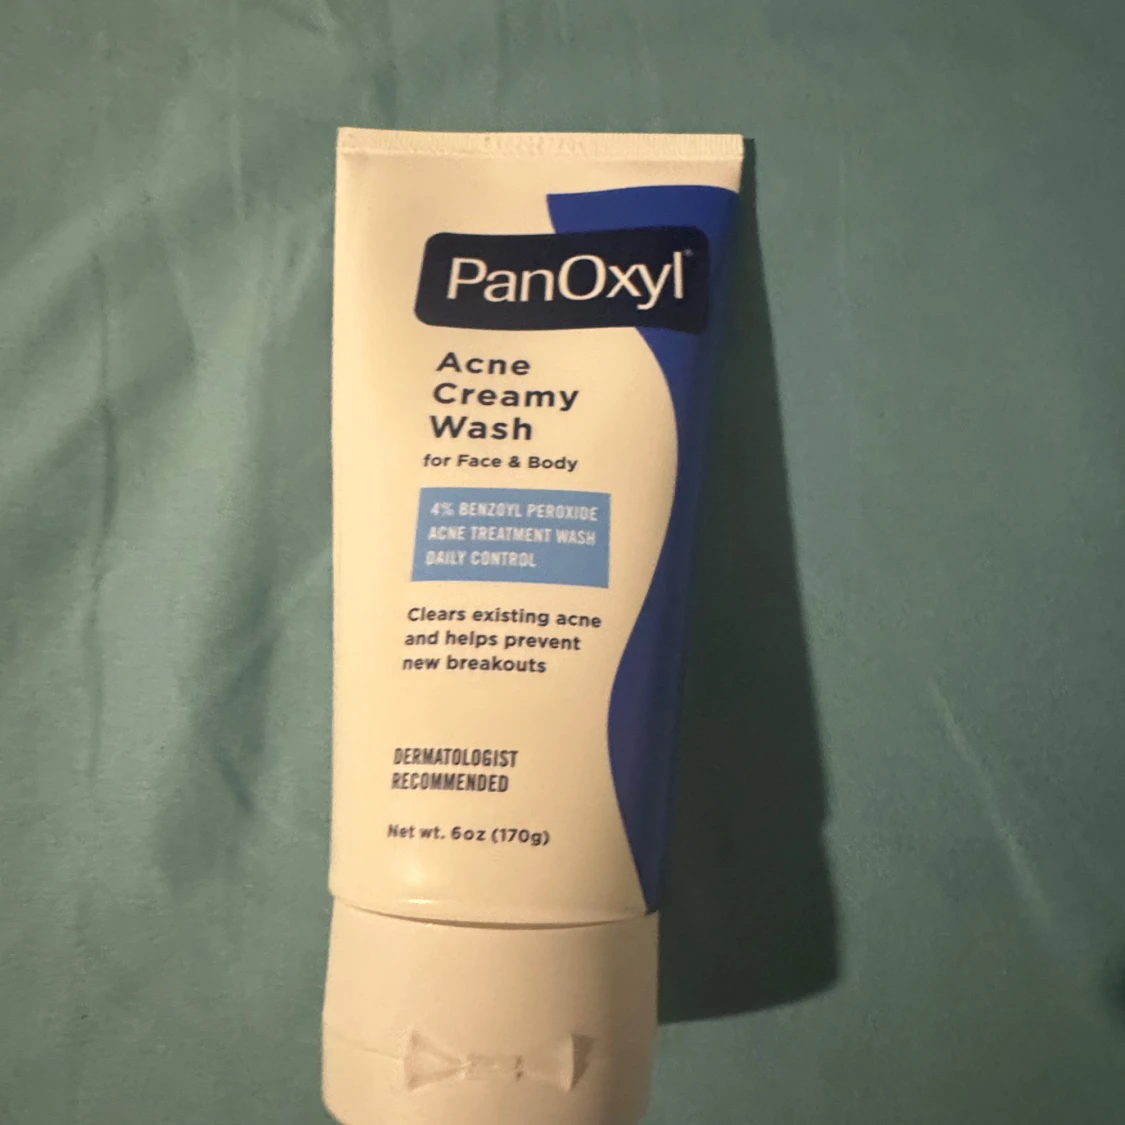 PanOxyl®
Acne
Creamy
Wash
for Face & Body
4% BENZOYL PEROXIDE
ACNE TREATMENT WASH
DAILY CONTROL
Clears existing acne
and helps prevent
new breakouts
DERMATOLOGIST
RECOMMENDED
Net wt. 6oz (170g)